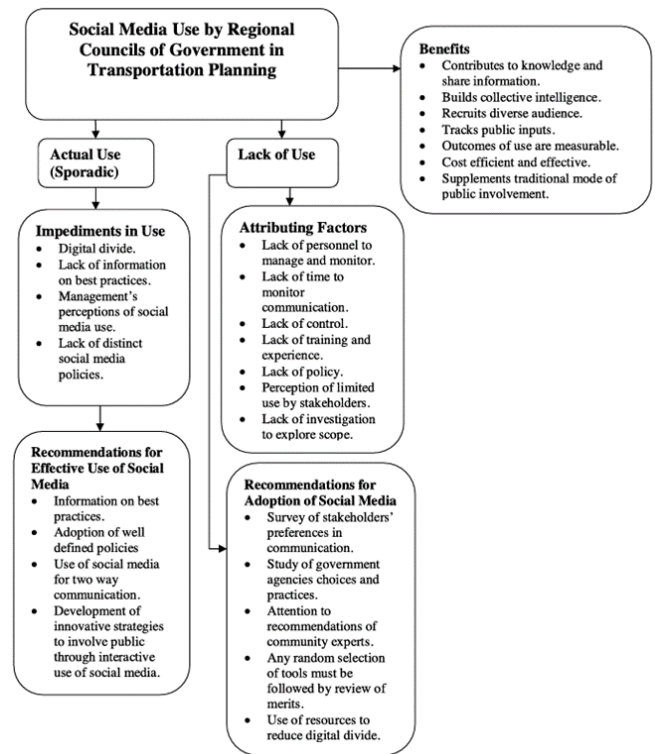 Social Media Use by Regional
Councils of Government in
Transportation Planning
Benefits
• Contributes to knowledge and
share information.
• Builds collective intelligence.
• Recruits diverse audience.
• Tracks public inputs.
• Outcomes of use are measurable.
• Cost efficient and effective.
• Supplements traditional mode of
public involvement.
Actual Use
(Sporadic)
Lack of Use
Impediments in Use
• Digital divide.
• Lack of information
on best practices.
• Management’s
perceptions of social
media use.
• Lack of distinct
social media
policies.
Attributing Factors
• Lack of personnel to
manage and monitor.
• Lack of time to
monitor
communication.
• Lack of control.
• Lack of training and
experience.
• Lack of policy.
• Perception of limited
use by stakeholders.
• Lack of investigation
to explore scope.
Recommendations for
Effective Use of Social
Media
• Information on best
practices.
• Adoption of well
defined policies
• Use of social media
for two way
communication.
• Development of
innovative strategies
to involve public
through interactive
use of social media.
Recommendations for
Adoption of Social Media
• Survey of stakeholders’
preferences in
communication.
• Study of government
agencies choices and
practices.
• Attention to
recommendations of
community experts.
• Any random selection
of tools must be
followed by review of
merits.
• Use of resources to
reduce digital divide.